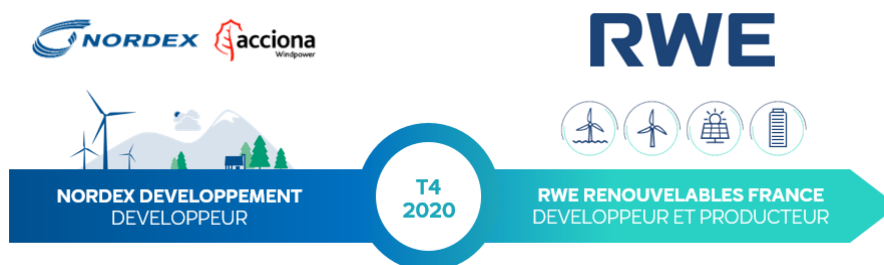 NORDEX
acciona
Windpower
RWE
NORDEX DEVELOPPEMENT
DEVELOPPEUR
T4
2020
RWE RENOUVELABLES FRANCE
DEVELOPPEUR ET PRODUCTEUR